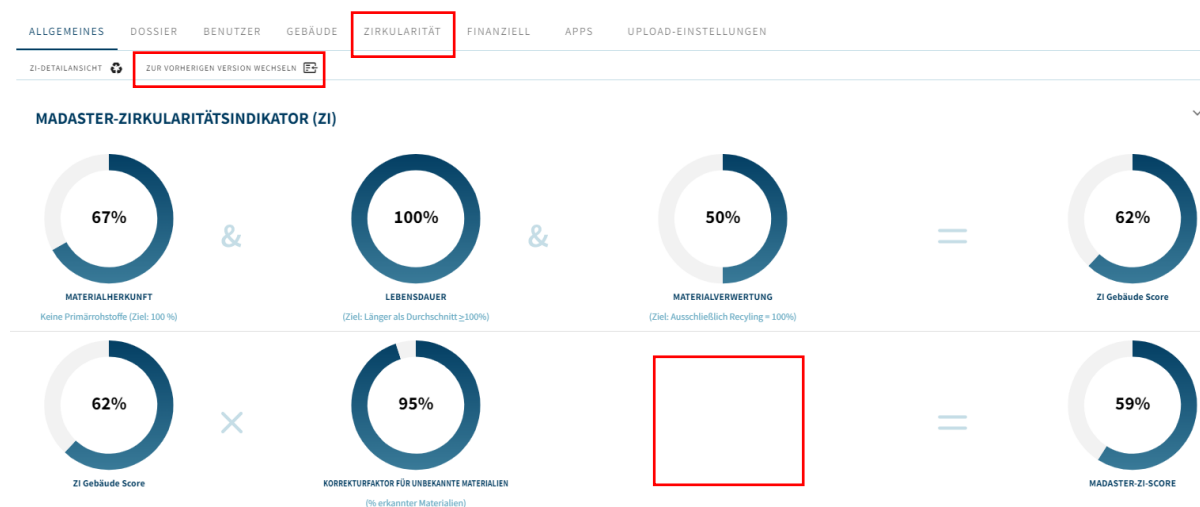 ALLGEMEINES DOSSIER BENUTZER GEBÄUDE ZIRKULARITÄT FINANZIELL APPS UPLOAD-EINSTELLUNGEN
ZI-DETAILANSICHT ZUR VORHERIGEN VERSION WECHSELN
MADASTER-ZIRKULARITÄTSINDIKATOR (ZI)
67% & 100% & 50% = 62%
MATERIALHERKUNFT LEBENSDAUER MATERIALVERWERTUNG ZI Gebäude Score
Keine Primärrohstoffe (Ziel: 100 %) (Ziel: Länger als Durchschnitt ≥100%) (Ziel: Ausschließlich Recyling = 100%)
62% × 95% = 59%
ZI Gebäude Score KORREKTURFAKTOR FÜR UNBEKANNTE MATERIALIEN MADASTER-ZI-SCORE
(% erkannter Materialien)